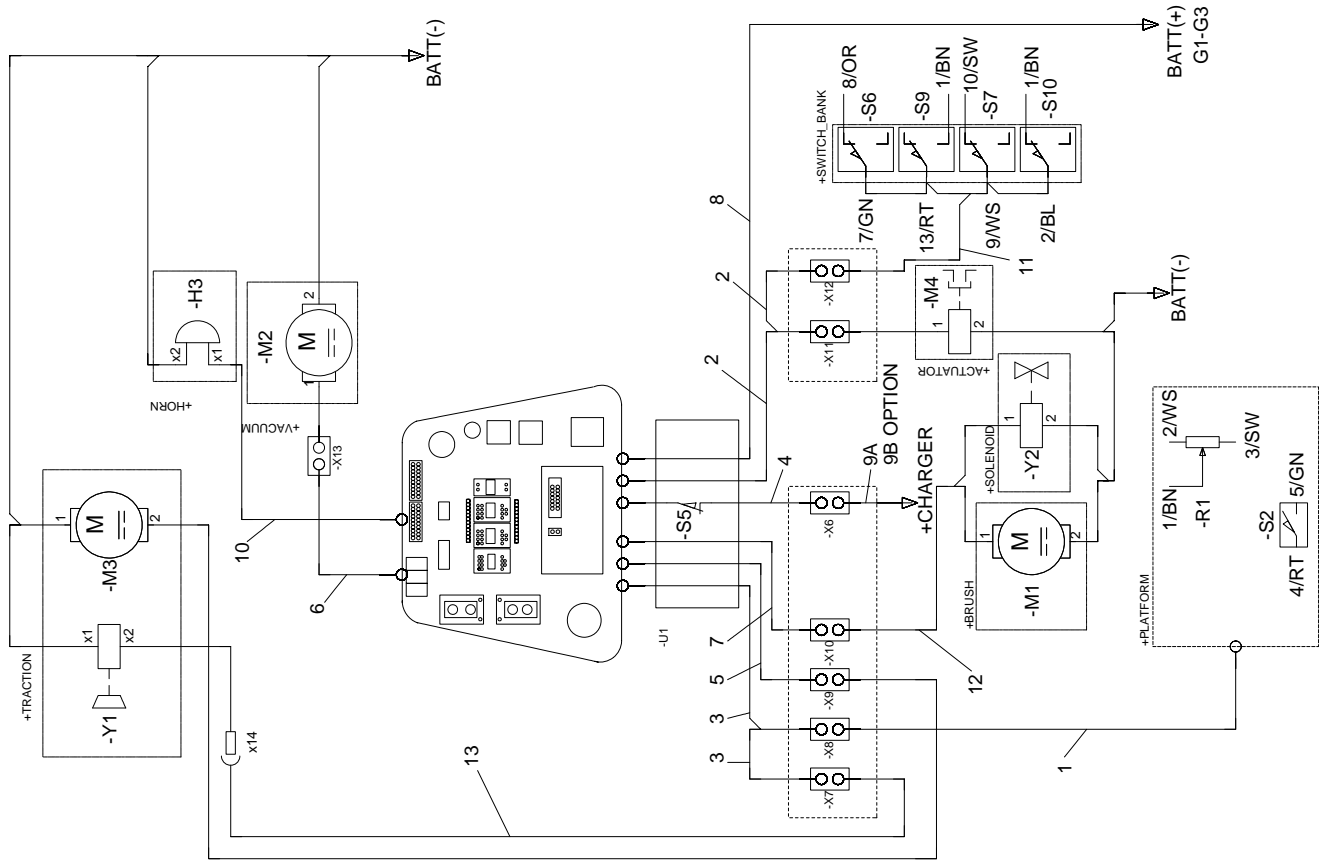 BATT(-)
BATT(+)
G1-G3
+SWITCH_BANK
8/OR
-S6
-S9
1/BN
10/SW
-S7
1/BN
-S10
7/GN
13/RT
9/WS
2/BL
8
11
2
2
-X12
-X11
-M4
1
2
+ACTUATOR
BATT(-)
-H3
x2
x1
+HORN
-M2
M
1
2
+VACUUM
-X13
10
6
+TRACTION
-M3
M
1
2
-Y1
x1
x2
x14
13
-U1
-S5
4
9A
9B OPTION
+CHARGER
-X6
7
5
3
3
-X10
-X9
-X8
-X7
12
1
+SOLENOID
-Y2
1
2
+BRUSH
-M1
M
1
2
+PLATFORM
1/BN
2/WS
-R1
3/SW
-S2
4/RT
5/GN